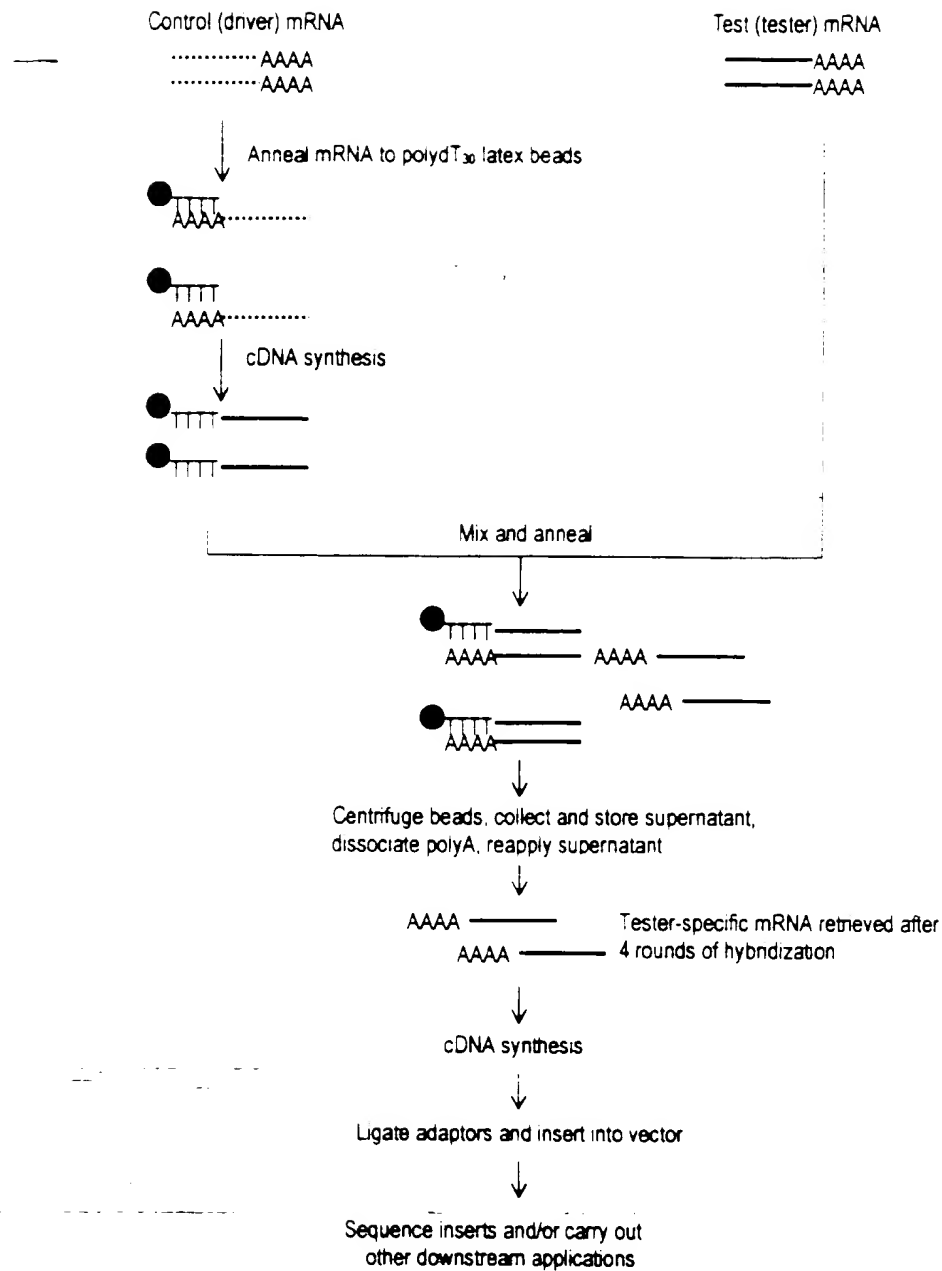 Control (driver) mRNA
Test (tester) mRNA
AAAA
AAAA
AAAA
AAAA
Anneal mRNA to polydT₃₀ latex beads
TTTT
AAAA
TTTT
AAAA
cDNA synthesis
TTTT
TTTT
Mix and anneal
TTTT
AAAA AAAA
AAAA
TTTT
AAAA
Centrifuge beads, collect and store supernatant,
dissociate polyA, reapply supernatant
AAAA
AAAA
Tester-specific mRNA retrieved after
4 rounds of hybridization
cDNA synthesis
Ligate adaptors and insert into vector
Sequence inserts and/or carry out
other downstream applications